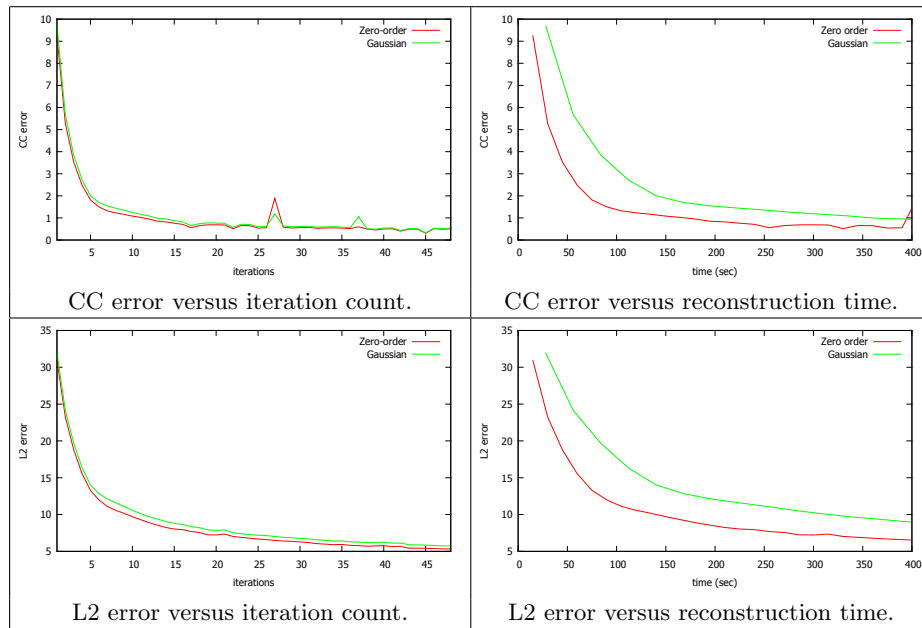 10
9
8
7
6
5
4
3
2
1
0
CC error
Zero-order
Gaussian
5 10 15 20 25 30 35 40 45
iterations
CC error versus iteration count.
10
9
8
7
6
5
4
3
2
1
0
CC error
Zero order
Gaussian
0 50 100 150 200 250 300 350 400
time (sec)
CC error versus reconstruction time.
35
30
25
20
15
10
5
L2 error
Zero-order
Gaussian
5 10 15 20 25 30 35 40 45
iterations
L2 error versus iteration count.
35
30
25
20
15
10
5
L2 error
Zero order
Gaussian
0 50 100 150 200 250 300 350 400
time (sec)
L2 error versus reconstruction time.